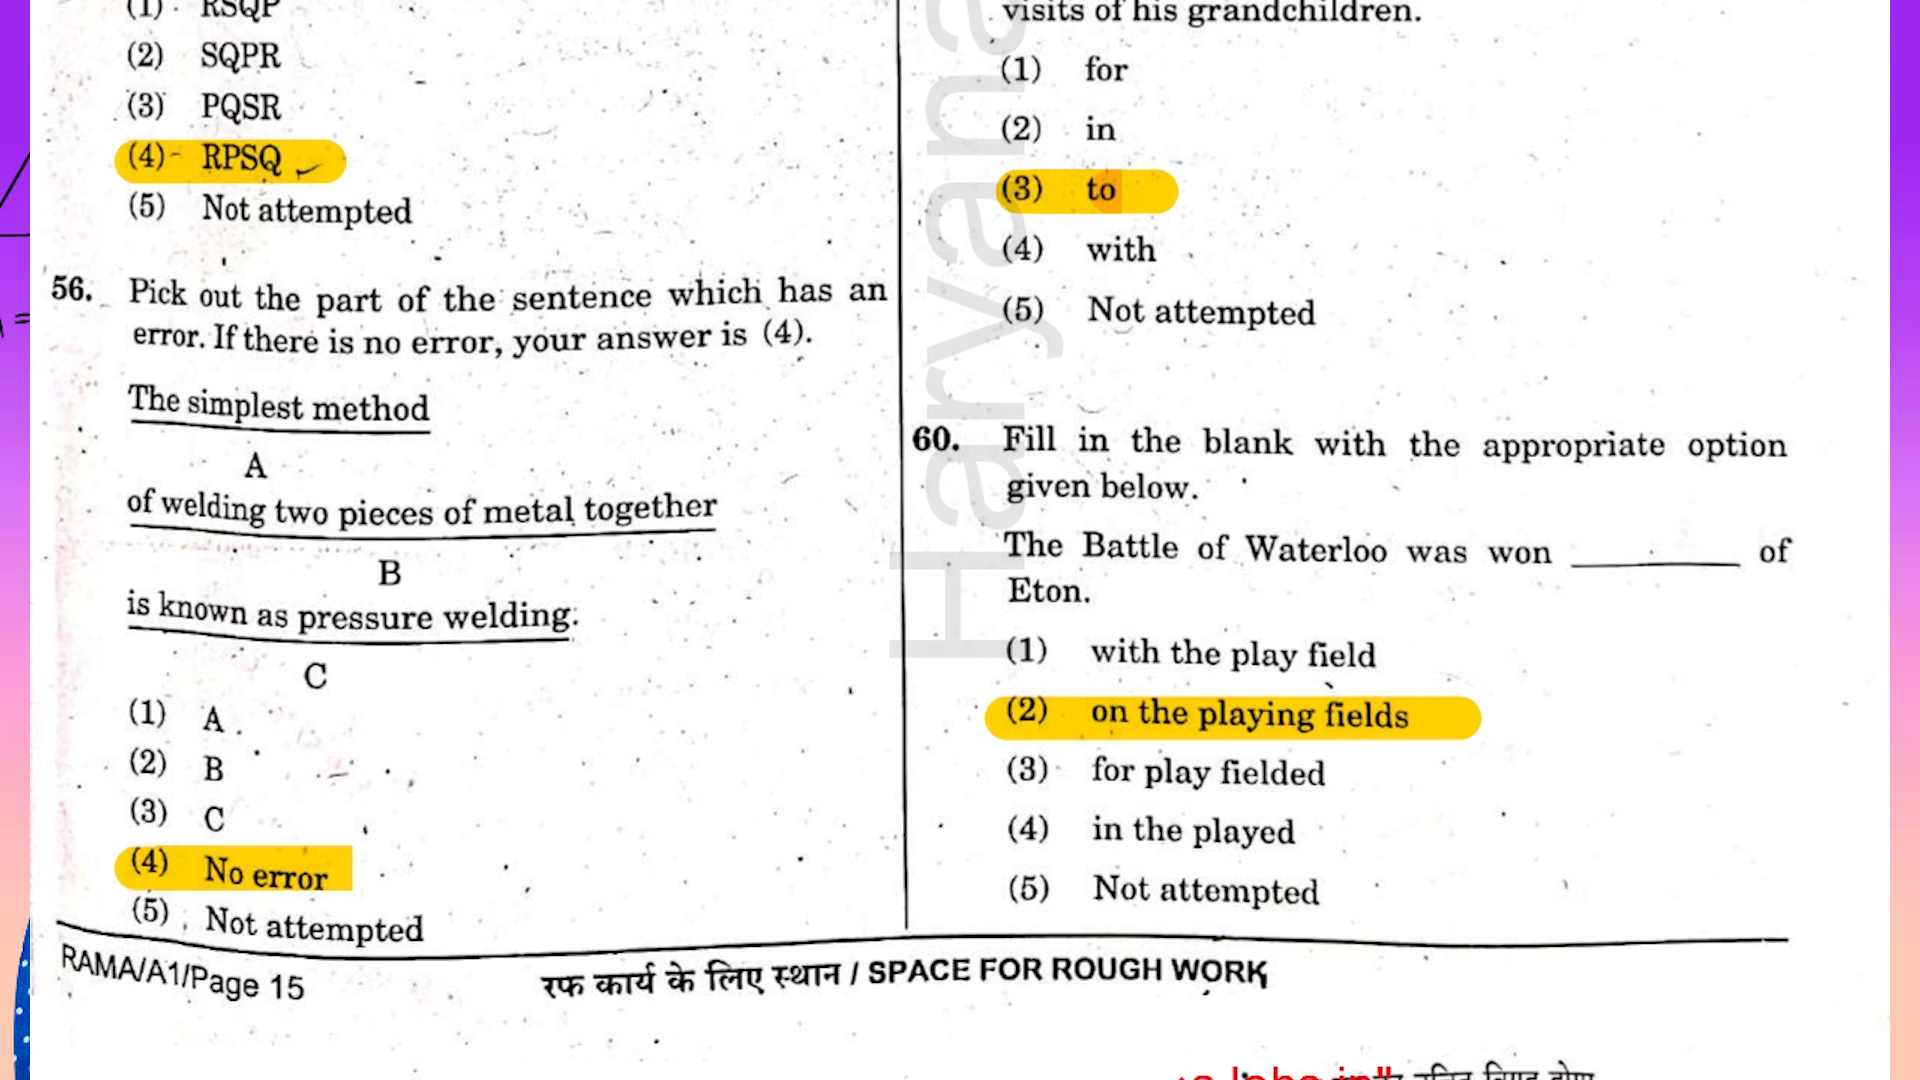 (1) RSQP
(2) SQPR
(3) PQSR
(4) RPSQ
(5) Not attempted
56. Pick out the part of the sentence which has an
error. If there is no error, your answer is (4).
The simplest method
A
of welding two pieces of metal together
B
is known as pressure welding.
C
(1) A
(2) B
(3) C
(4) No error
(5) Not attempted
visits of his grandchildren.
(1) for
(2) in
(3) to
(4) with
(5) Not attempted
60. Fill in the blank with the appropriate option
given below.
The Battle of Waterloo was won ________ of
Eton.
(1) with the play field
(2) on the playing fields
(3) for play fielded
(4) in the played
(5) Not attempted
Haryana
RAMA/A1/Page 15
रफ कार्य के लिए स्थान / SPACE FOR ROUGH WORK